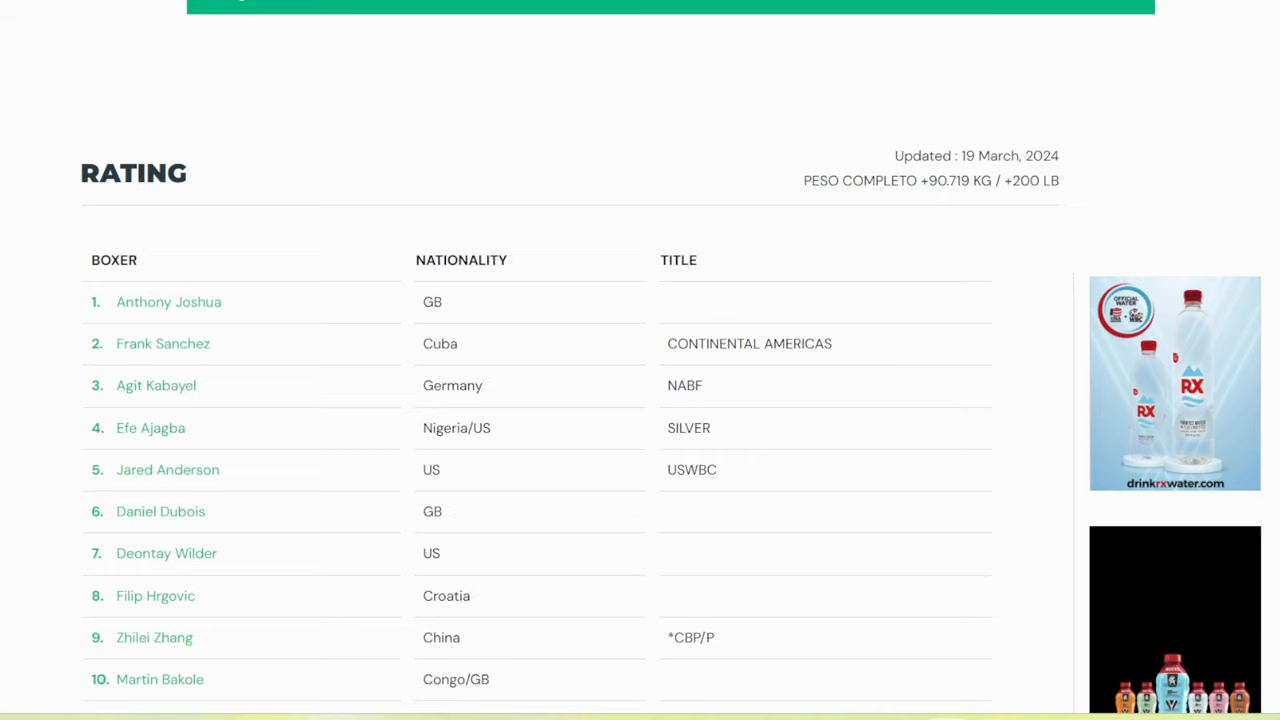 RATING
Updated : 19 March, 2024
PESO COMPLETO +90.719 KG / +200 LB
BOXER NATIONALITY TITLE
1. Anthony Joshua GB
2. Frank Sanchez Cuba CONTINENTAL AMERICAS
3. Agit Kabayel Germany NABF
4. Efe Ajagba Nigeria/US SILVER
5. Jared Anderson US USWBC
6. Daniel Dubois GB
7. Deontay Wilder US
8. Filip Hrgovic Croatia
9. Zhilei Zhang China *CBP/P
10. Martin Bakole Congo/GB
OFFICIAL
WATER
RX
RX
drinkrxwater.com